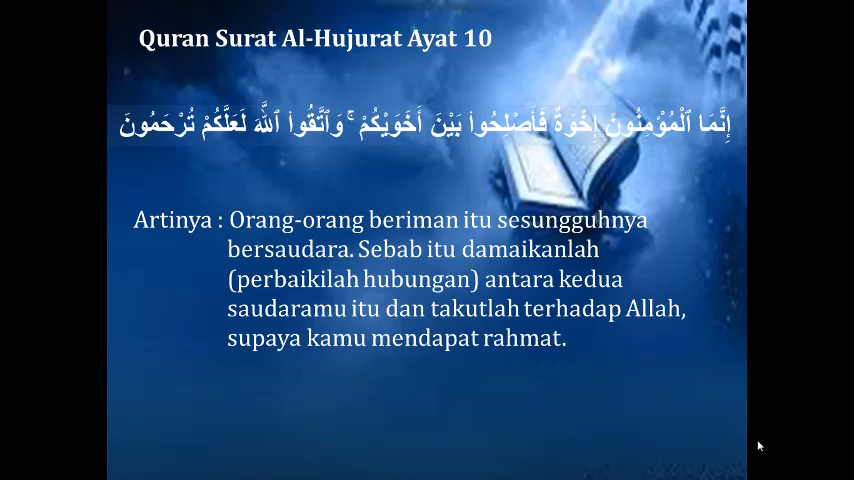 Quran Surat Al-Hujurat Ayat 10
إِنَّمَا ٱلْمُؤْمِنُونَ إِخْوَةٌ فَأَصْلِحُوا۟ بَيْنَ أَخَوَيْكُمْ ۚ وَٱتَّقُوا۟ ٱللَّهَ لَعَلَّكُمْ تُرْحَمُونَ
Artinya : Orang-orang beriman itu sesungguhnya
bersaudara. Sebab itu damaikanlah
(perbaikilah hubungan) antara kedua
saudaramu itu dan takutlah terhadap Allah,
supaya kamu mendapat rahmat.